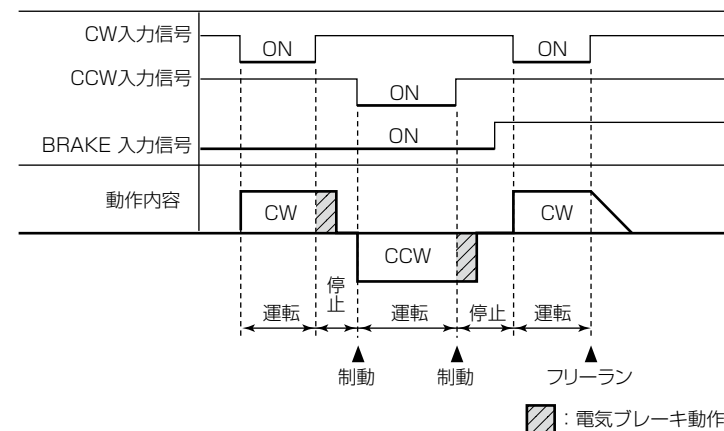 CW入力信号
ON
ON
CCW入力信号
ON
BRAKE 入力信号
ON
動作内容
CW
CW
CCW
停止
運転
運転
停止
運転
制動
制動
フリーラン
：電気ブレーキ動作